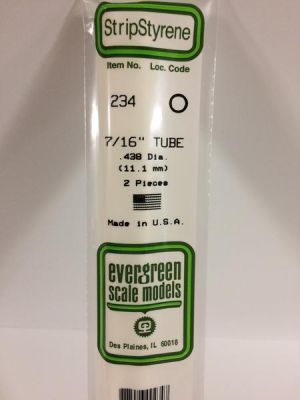 StripStyrene
Item No. Loc. Code
234 O
7/16" TUBE
.438 Dia.
(11.1 mm)
2 Pieces
Made in U.S.A.
evergreen
scale models
Des Plaines, IL 60018